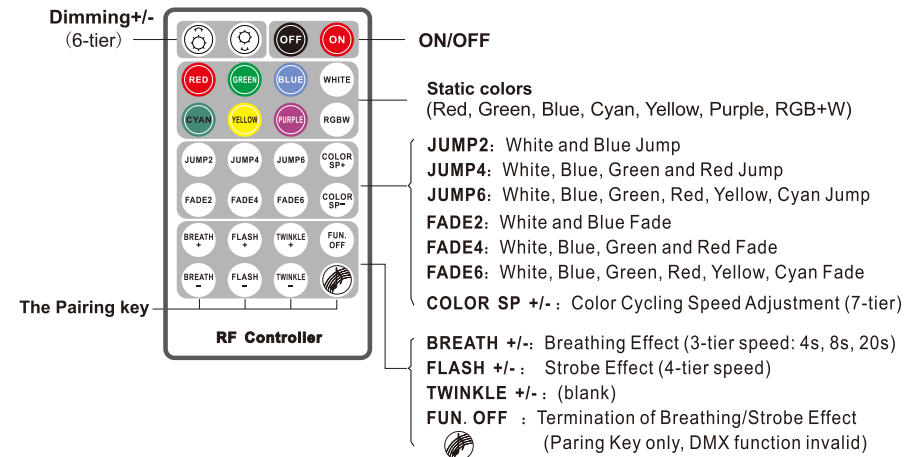 Dimming+/-
(6-tier)
OFF
ON
ON/OFF
RED
GREEN
BLUE
WHITE
CYAN
YELLOW
PURPLE
RGBW
Static colors
(Red, Green, Blue, Cyan, Yellow, Purple, RGB+W)
JUMP2
JUMP4
JUMP6
COLOR
SP+
FADE2
FADE4
FADE6
COLOR
SP-
JUMP2: White and Blue Jump
JUMP4: White, Blue, Green and Red Jump
JUMP6: White, Blue, Green, Red, Yellow, Cyan Jump
FADE2: White and Blue Fade
FADE4: White, Blue, Green and Red Fade
FADE6: White, Blue, Green, Red, Yellow, Cyan Fade
COLOR SP +/- : Color Cycling Speed Adjustment (7-tier)
BREATH
+
FLASH
+
TWINKLE
+
FUN.
OFF
BREATH
-
FLASH
-
TWINKLE
-
The Pairing key
RF Controller
BREATH +/-: Breathing Effect (3-tier speed: 4s, 8s, 20s)
FLASH +/- : Strobe Effect (4-tier speed)
TWINKLE +/- : (blank)
FUN. OFF : Termination of Breathing/Strobe Effect
(Paring Key only, DMX function invalid)